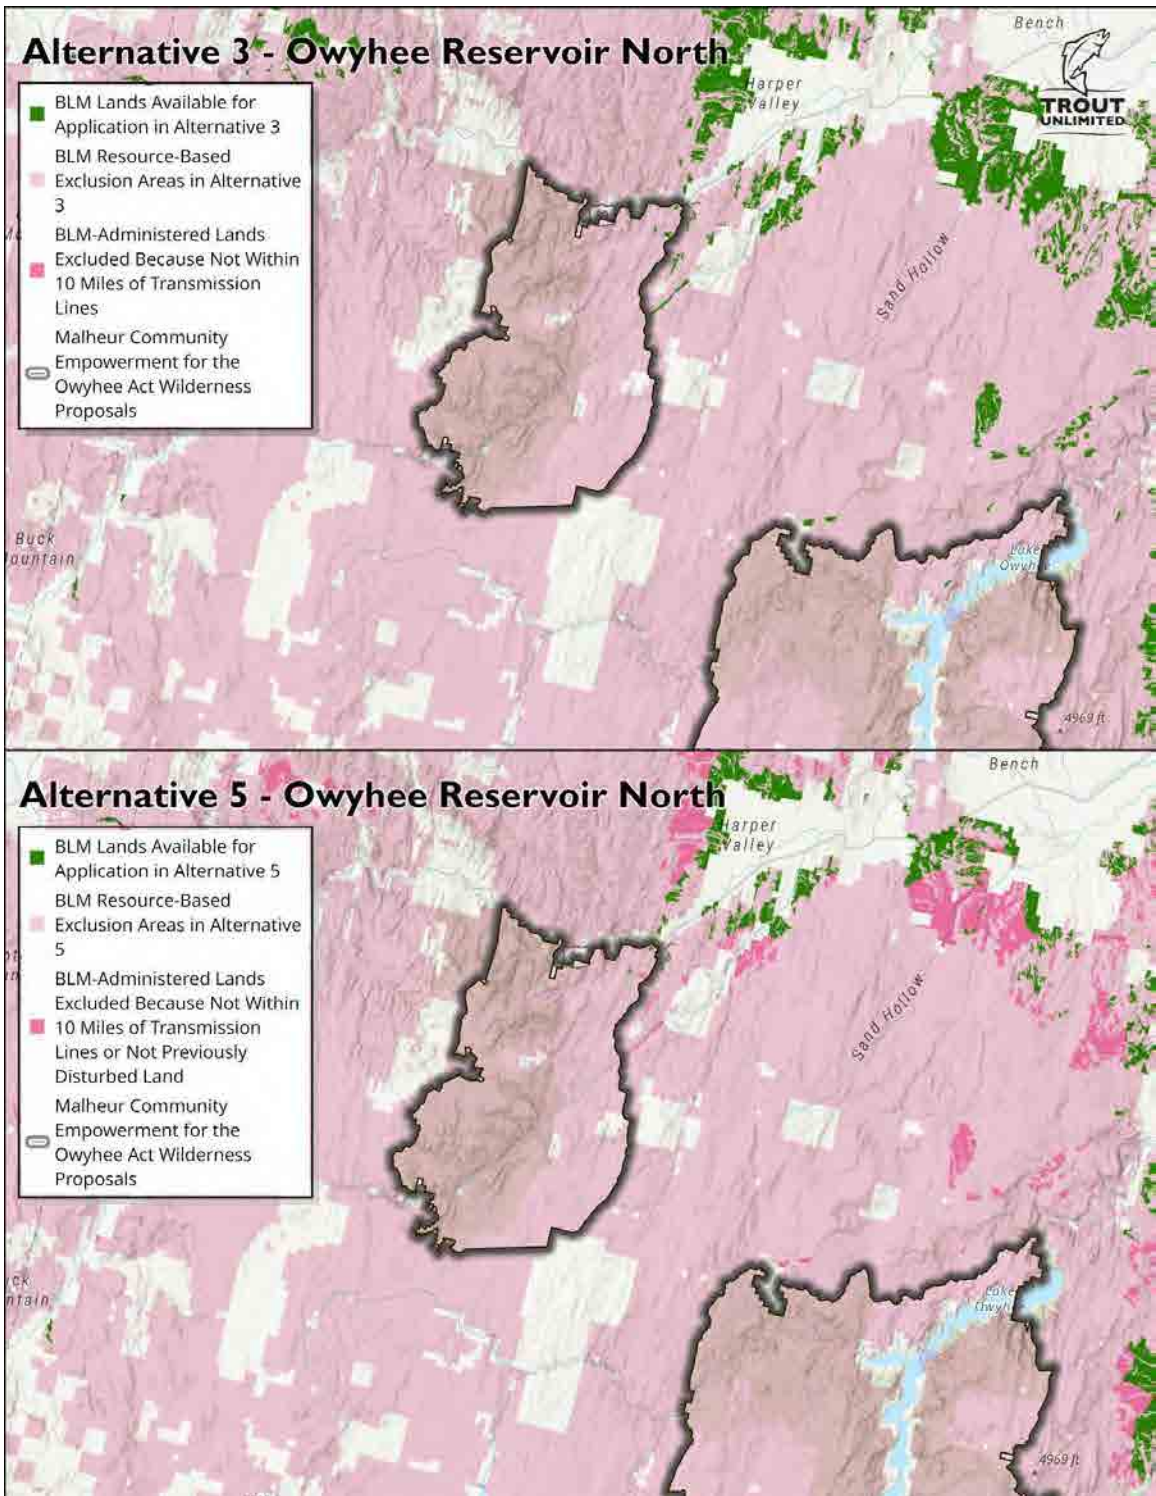 Alternative 3 - Owyhee Reservoir North
Bench
TROUT
UNLIMITED
BLM Lands Available for
Application in Alternative 3
BLM Resource-Based
Exclusion Areas in Alternative
3
BLM-Administered Lands
Excluded Because Not Within
10 Miles of Transmission
Lines
Malheur Community
Empowerment for the
Owyhee Act Wilderness
Proposals
Harper
Valley
Sand Hollow
Buck
Lake
4969 ft
Alternative 5 - Owyhee Reservoir North
Bench
BLM Lands Available for
Application in Alternative 5
BLM Resource-Based
Exclusion Areas in Alternative
5
BLM-Administered Lands
Excluded Because Not Within
10 Miles of Transmission
Lines or Not Previously
Disturbed Land
Malheur Community
Empowerment for the
Owyhee Act Wilderness
Proposals
Harper
Valley
Sand Hollow
Lake
4969 ft